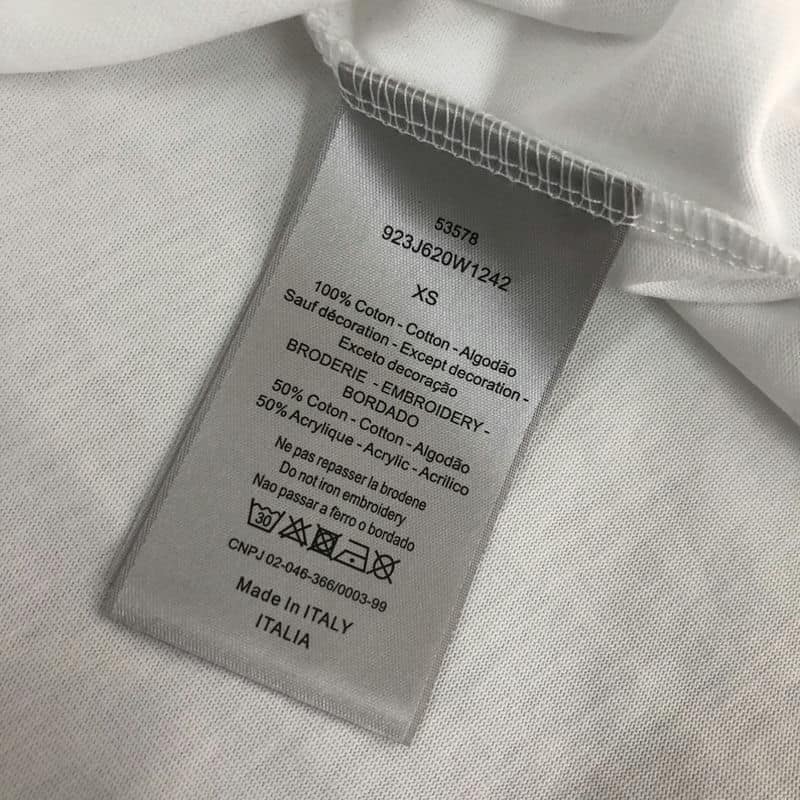 53578
923J620W1242
XS
100% Coton - Cotton - Algodão
Sauf décoration - Except decoration -
Exceto decoração
BRODERIE - EMBROIDERY -
BORDADO
50% Coton - Cotton - Algodão
50% Acrylique - Acrylic - Acrilico
Ne pas repasser la brodene
Do not iron embroidery
Nao passar a ferro o bordado
30
CNPJ 02-046-366/0003-99
Made In ITALY
ITALIA